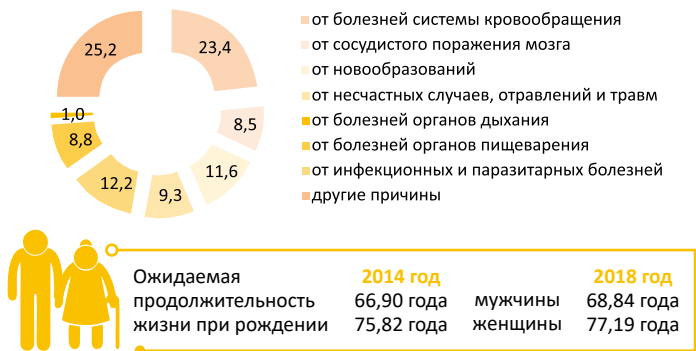 25,2
23,4
1,0
8,5
8,8
11,6
12,2
9,3
от болезней системы кровообращения
от сосудистого поражения мозга
от новообразований
от несчастных случаев, отравлений и травм
от болезней органов дыхания
от болезней органов пищеварения
от инфекционных и паразитарных болезней
другие причины
Ожидаемая 2014 год 2018 год
продолжительность 66,90 года мужчины 68,84 года
жизни при рождении 75,82 года женщины 77,19 года